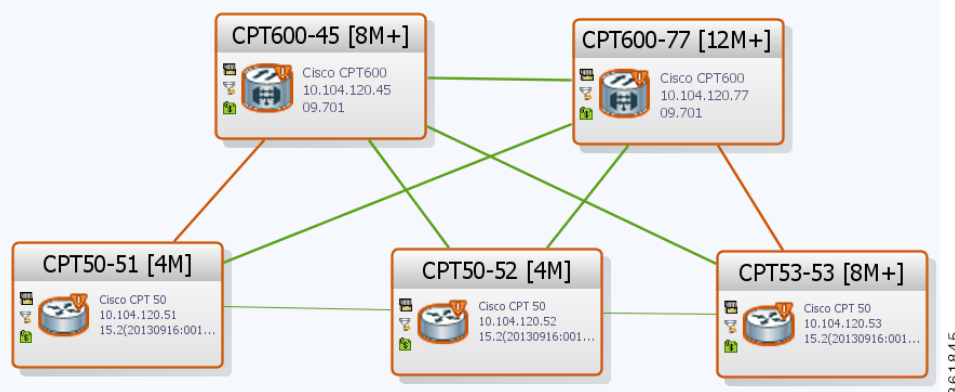 CPT600-45 [8M+]
Cisco CPT600
10.104.120.45
09.701
CPT600-77 [12M+]
Cisco CPT600
10.104.120.77
09.701
CPT50-51 [4M]
Cisco CPT 50
10.104.120.51
15.2(20130916:001...
CPT50-52 [4M]
Cisco CPT 50
10.104.120.52
15.2(20130916:001...
CPT53-53 [8M+]
Cisco CPT 50
10.104.120.53
15.2(20130916:001...
361845